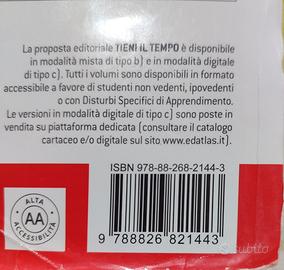 La proposta editoriale TIENI IL TEMPO è disponibile
in modalità mista di tipo b) e in modalità digitale
di tipo c). Tutti i volumi sono disponibili in formato
accessibile a favore di studenti non vedenti, ipovedenti
o con Disturbi Specifici di Apprendimento.
Le versioni in modalità digitale di tipo c) sono poste in
vendita su piattaforma dedicata (consultare il catalogo
cartaceo e/o digitale sul sito www.edatlas.it).
ISBN 978-88-268-2144-3
ALTA
AA
ACCESSIBILITÀ
9 788826 821443
subito